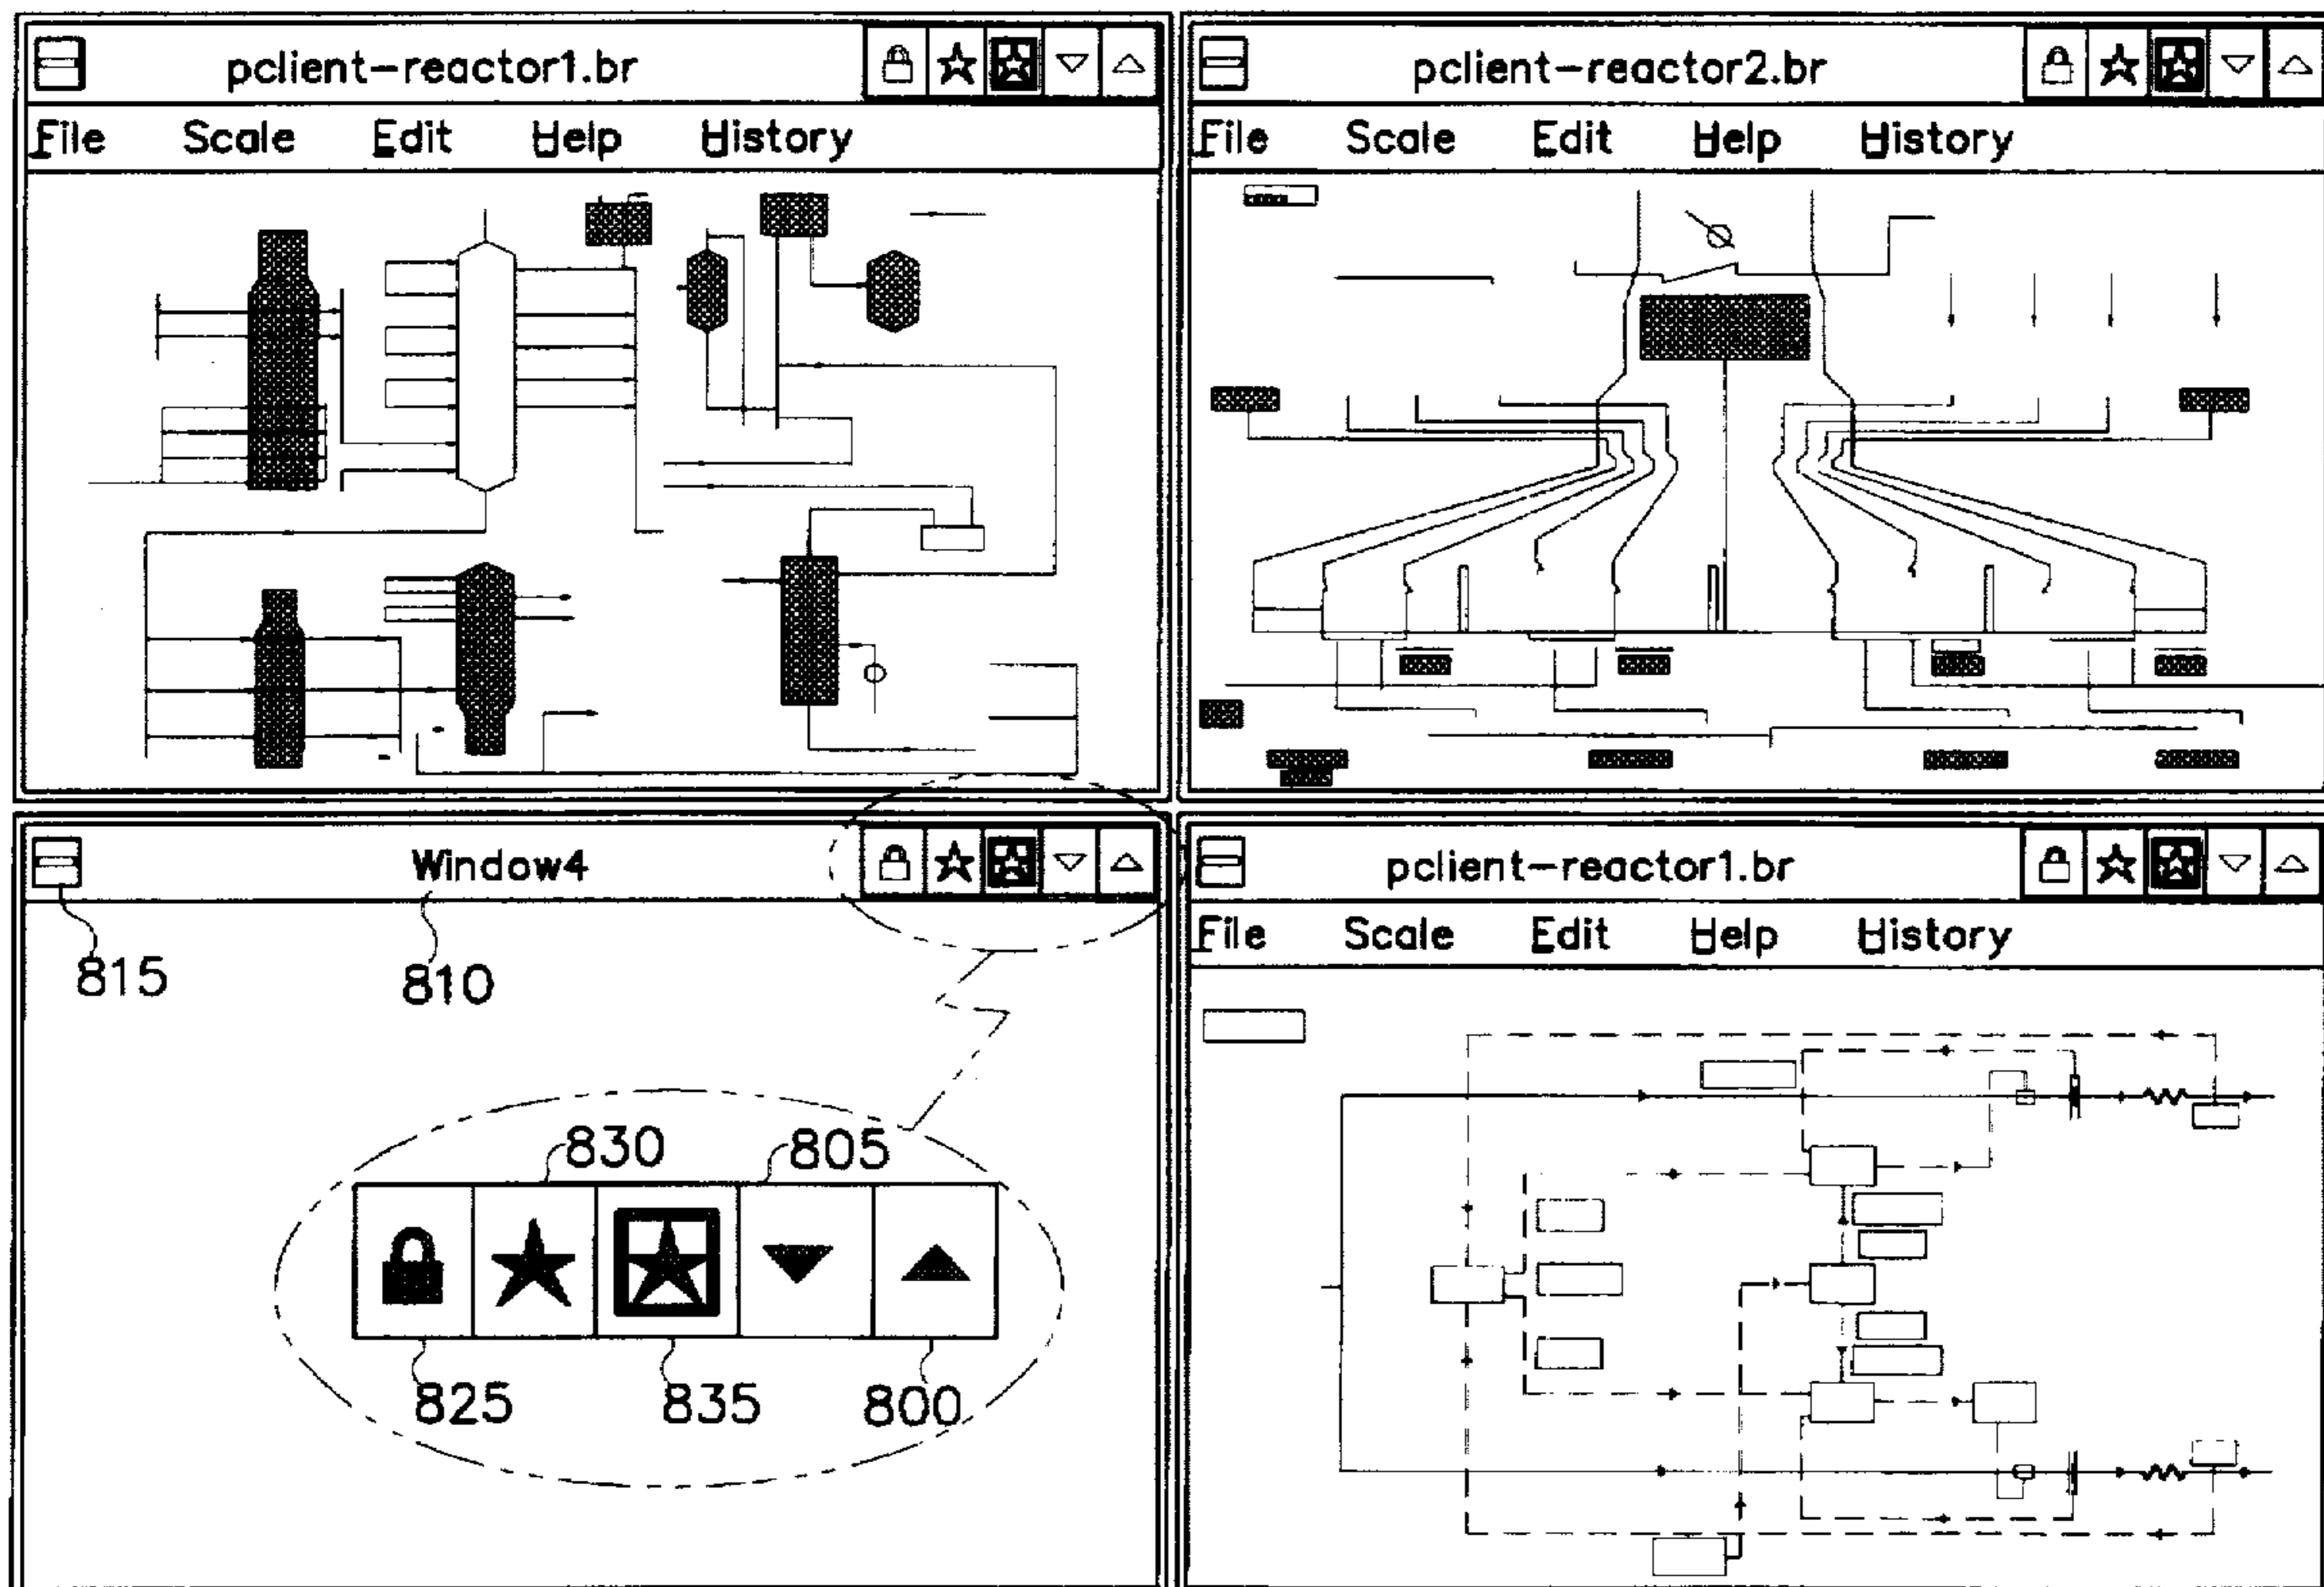 pclient-reactor1.br
File Scale Edit Help History
pclient-reactor2.br
File Scale Edit Help History
Window4
815
810
830
805
825
835
800
pclient-reactor1.br
File Scale Edit Help History